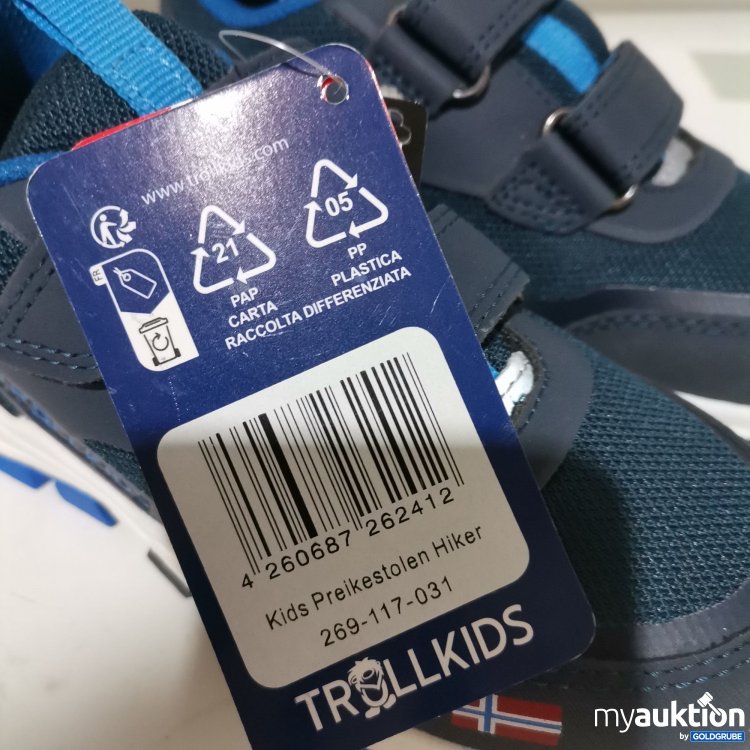 www.trollkids.com
FR
21
PAP
CARTA
05
PP
PLASTICA
RACCOLTA DIFFERENZIATA
4 260687 262412
Kids Preikestolen Hiker
269-117-031
TROLLKIDS
myauktion
by GOLDGRUBE